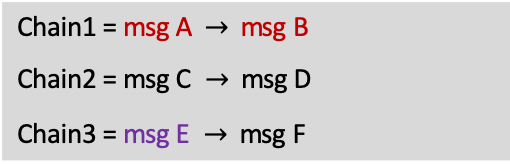 Chain1 = msg A → msg B
Chain2 = msg C → msg D
Chain3 = msg E → msg F